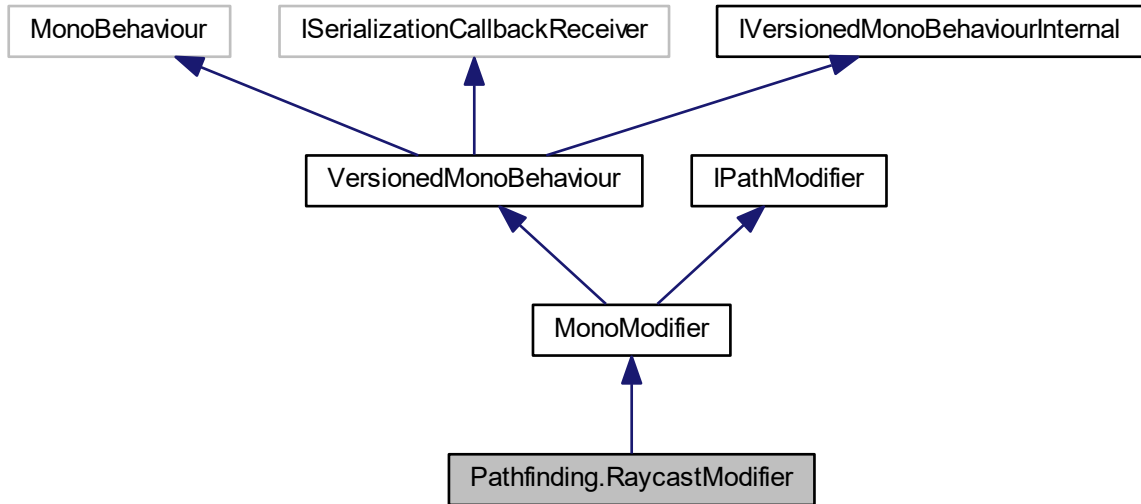 MonoBehaviour
ISerializationCallbackReceiver
IVersionedMonoBehaviourInternal
VersionedMonoBehaviour
IPathModifier
MonoModifier
Pathfinding.RaycastModifier